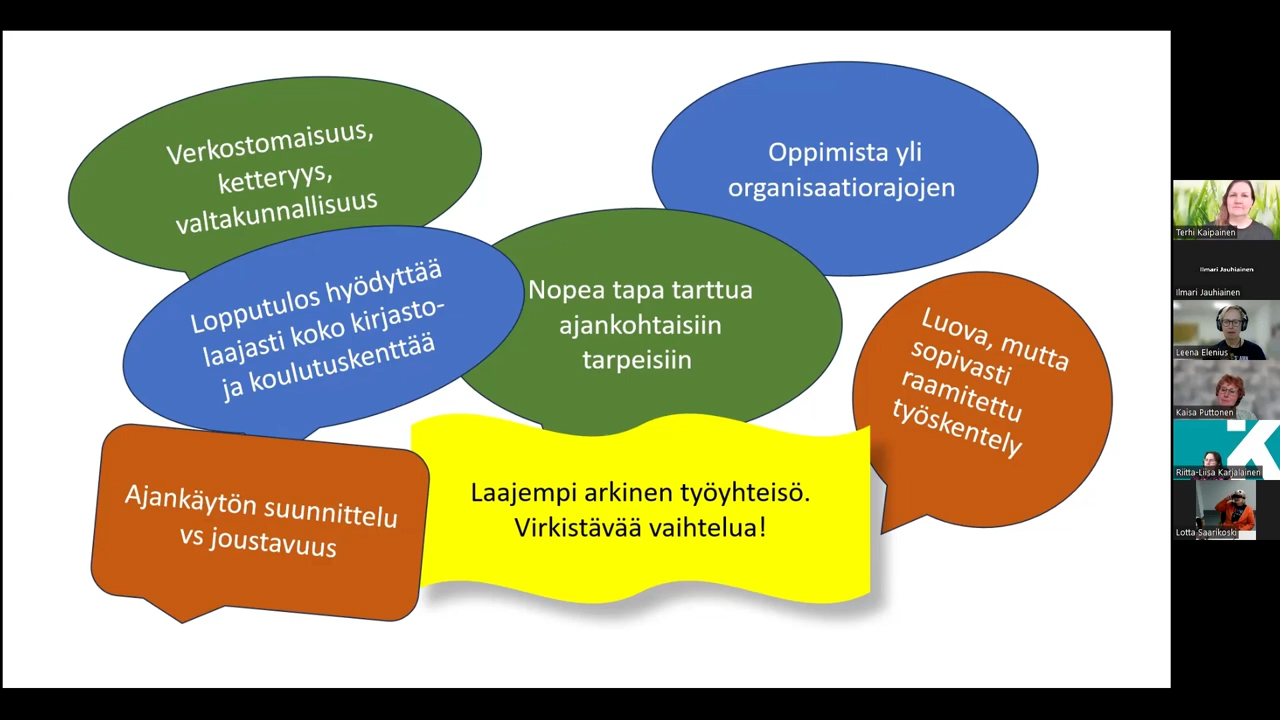 Verkostomaisuus,
ketteryys,
valtakunnallisuus
Oppimista yli
organisaatiorajojen
Lopputulos hyödyttää
laajasti koko kirjasto-
ja koulutuskenttää
Nopea tapa tarttua
ajankohtaisiin
tarpeisiin
Luova, mutta
sopivasti
raamitettu
työskentely
Ajankäytön suunnittelu
vs joustavuus
Laajempi arkinen työyhteisö.
Virkistävää vaihtelua!
Terhi Kaipainen
Ilmari Jauhiainen
Ilmari Jauhiainen
Leena Elenius
Kaisa Puttonen
Riitta-Liisa Karjalainen
Lotta Saarikoski